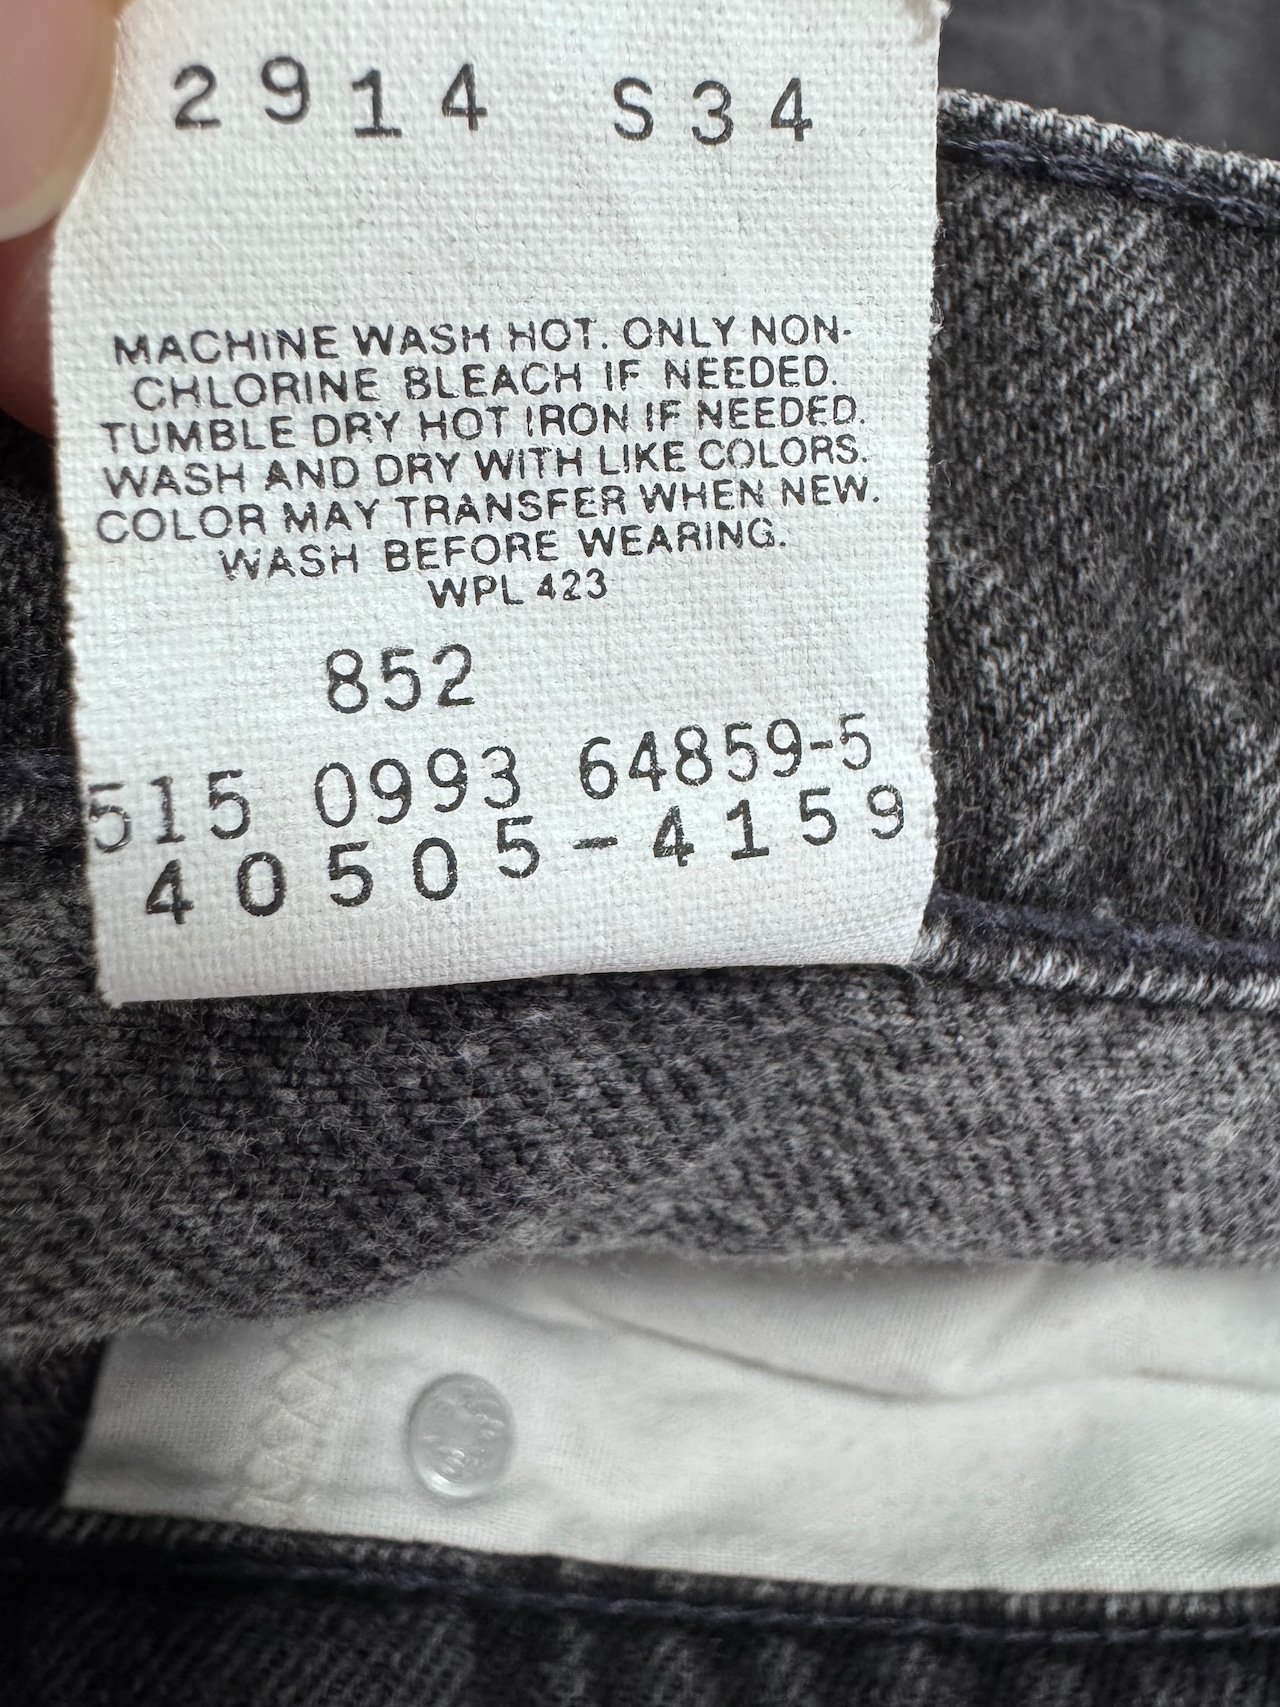 2914 S34
MACHINE WASH HOT. ONLY NON-
CHLORINE BLEACH IF NEEDED.
TUMBLE DRY HOT IRON IF NEEDED.
WASH AND DRY WITH LIKE COLORS.
COLOR MAY TRANSFER WHEN NEW.
WASH BEFORE WEARING.
WPL 423
852
515 0993 64859-5
40505-4159